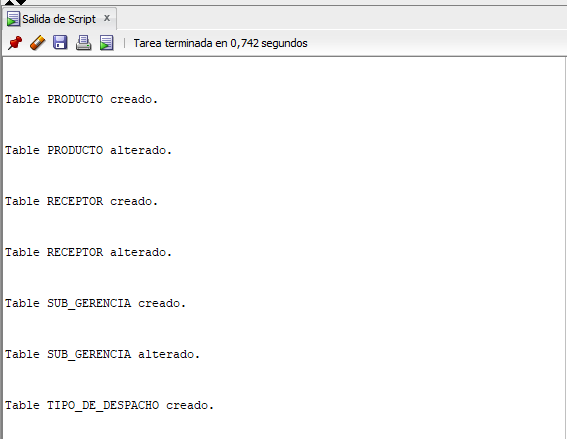 Salida de Script x
Tarea terminada en 0,742 segundos
Table PRODUCTO creado.
Table PRODUCTO alterado.
Table RECEPTOR creado.
Table RECEPTOR alterado.
Table SUB_GERENCIA creado.
Table SUB_GERENCIA alterado.
Table TIPO_DE_DESPACHO creado.